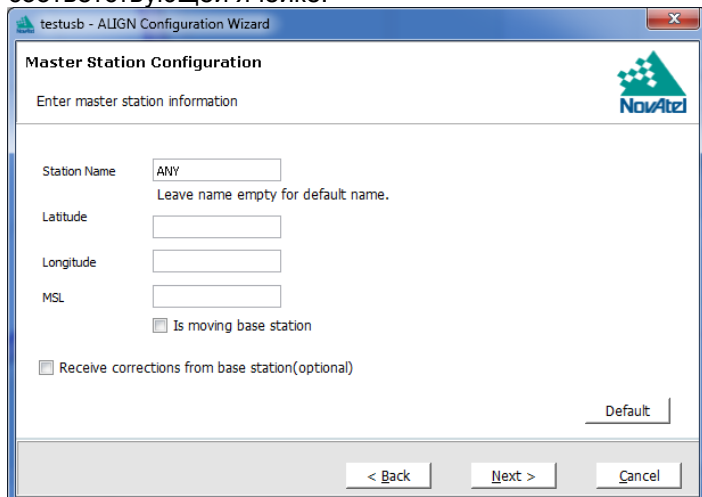 соответствующей ячейке.
testusb - ALIGN Configuration Wizard
Master Station Configuration
Enter master station information
NovAtel
Station Name ANY
Leave name empty for default name.
Latitude
Longitude
MSL
Is moving base station
Receive corrections from base station(optional)
Default
< Back Next > Cancel